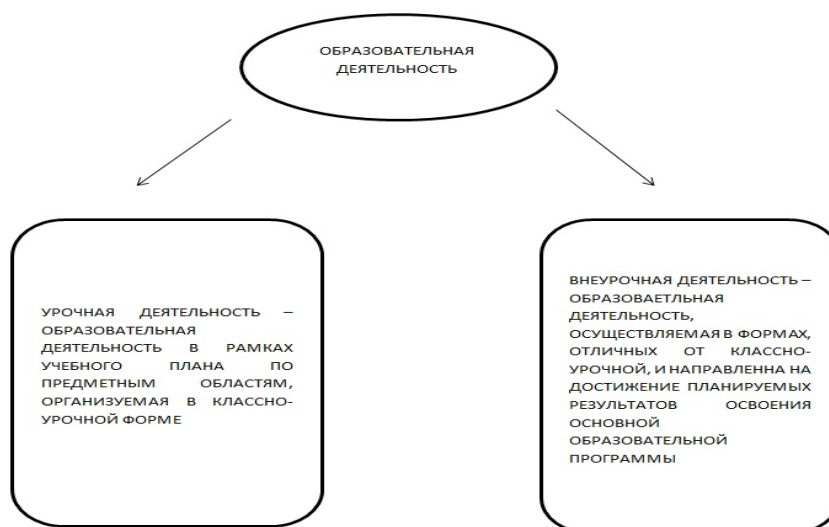 ОБРАЗОВАТЕЛЬНАЯ
ДЕЯТЕЛЬНОСТЬ
УРОЧНАЯ ДЕЯТЕЛЬНОСТЬ –
ОБРАЗОВАТЕЛЬНАЯ
ДЕЯТЕЛЬНОСТЬ В РАМКАХ
УЧЕБНОГО ПЛАНА ПО
ПРЕДМЕТНЫМ ОБЛАСТЯМ,
ОРГАНИЗУЕМАЯ В КЛАССНО-
УРОЧНОЙ ФОРМЕ
ВНЕУРОЧНАЯ ДЕЯТЕЛЬНОСТЬ –
ОБРАЗОВАЕТЛЬНАЯ
ДЕЯТЕЛЬНОСТЬ,
ОСУЩЕСТВЛЯЕМАЯ В ФОРМАХ,
ОТЛИЧНЫХ ОТ КЛАССНО-
УРОЧНОЙ, И НАПРАВЛЕННА НА
ДОСТИЖЕНИЕ ПЛАНИРУЕМЫХ
РЕЗУЛЬТАТОВ ОСВОЕНИЯ
ОСНОВНОЙ
ОБРАЗОВАТЕЛЬНОЙ
ПРОГРАММЫ